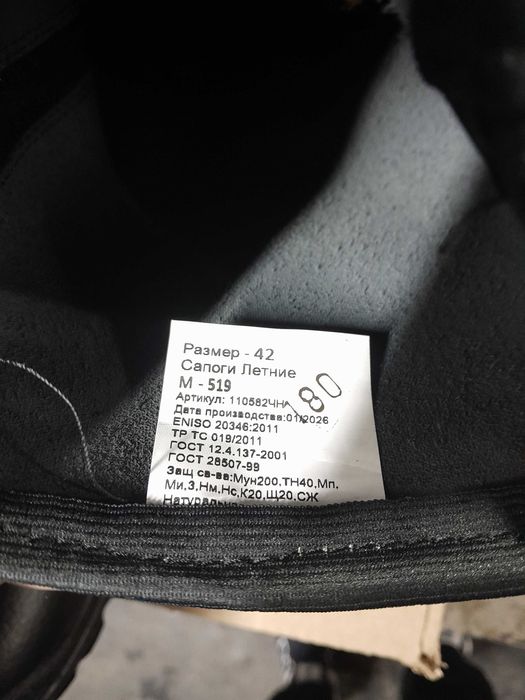 Размер - 42
Сапоги Летние
М - 519
Артикул: 110582ЧН
180
Дата производства:01/2026
ENISO 20346:2011
ТР ТС 019/2011
ГОСТ 12.4.137-2001
ГОСТ 28507-99
Защ св-ва:Мун200,ТН40,Мп,
Ми,З,Нм,Нс,К20,Щ20,СЖ